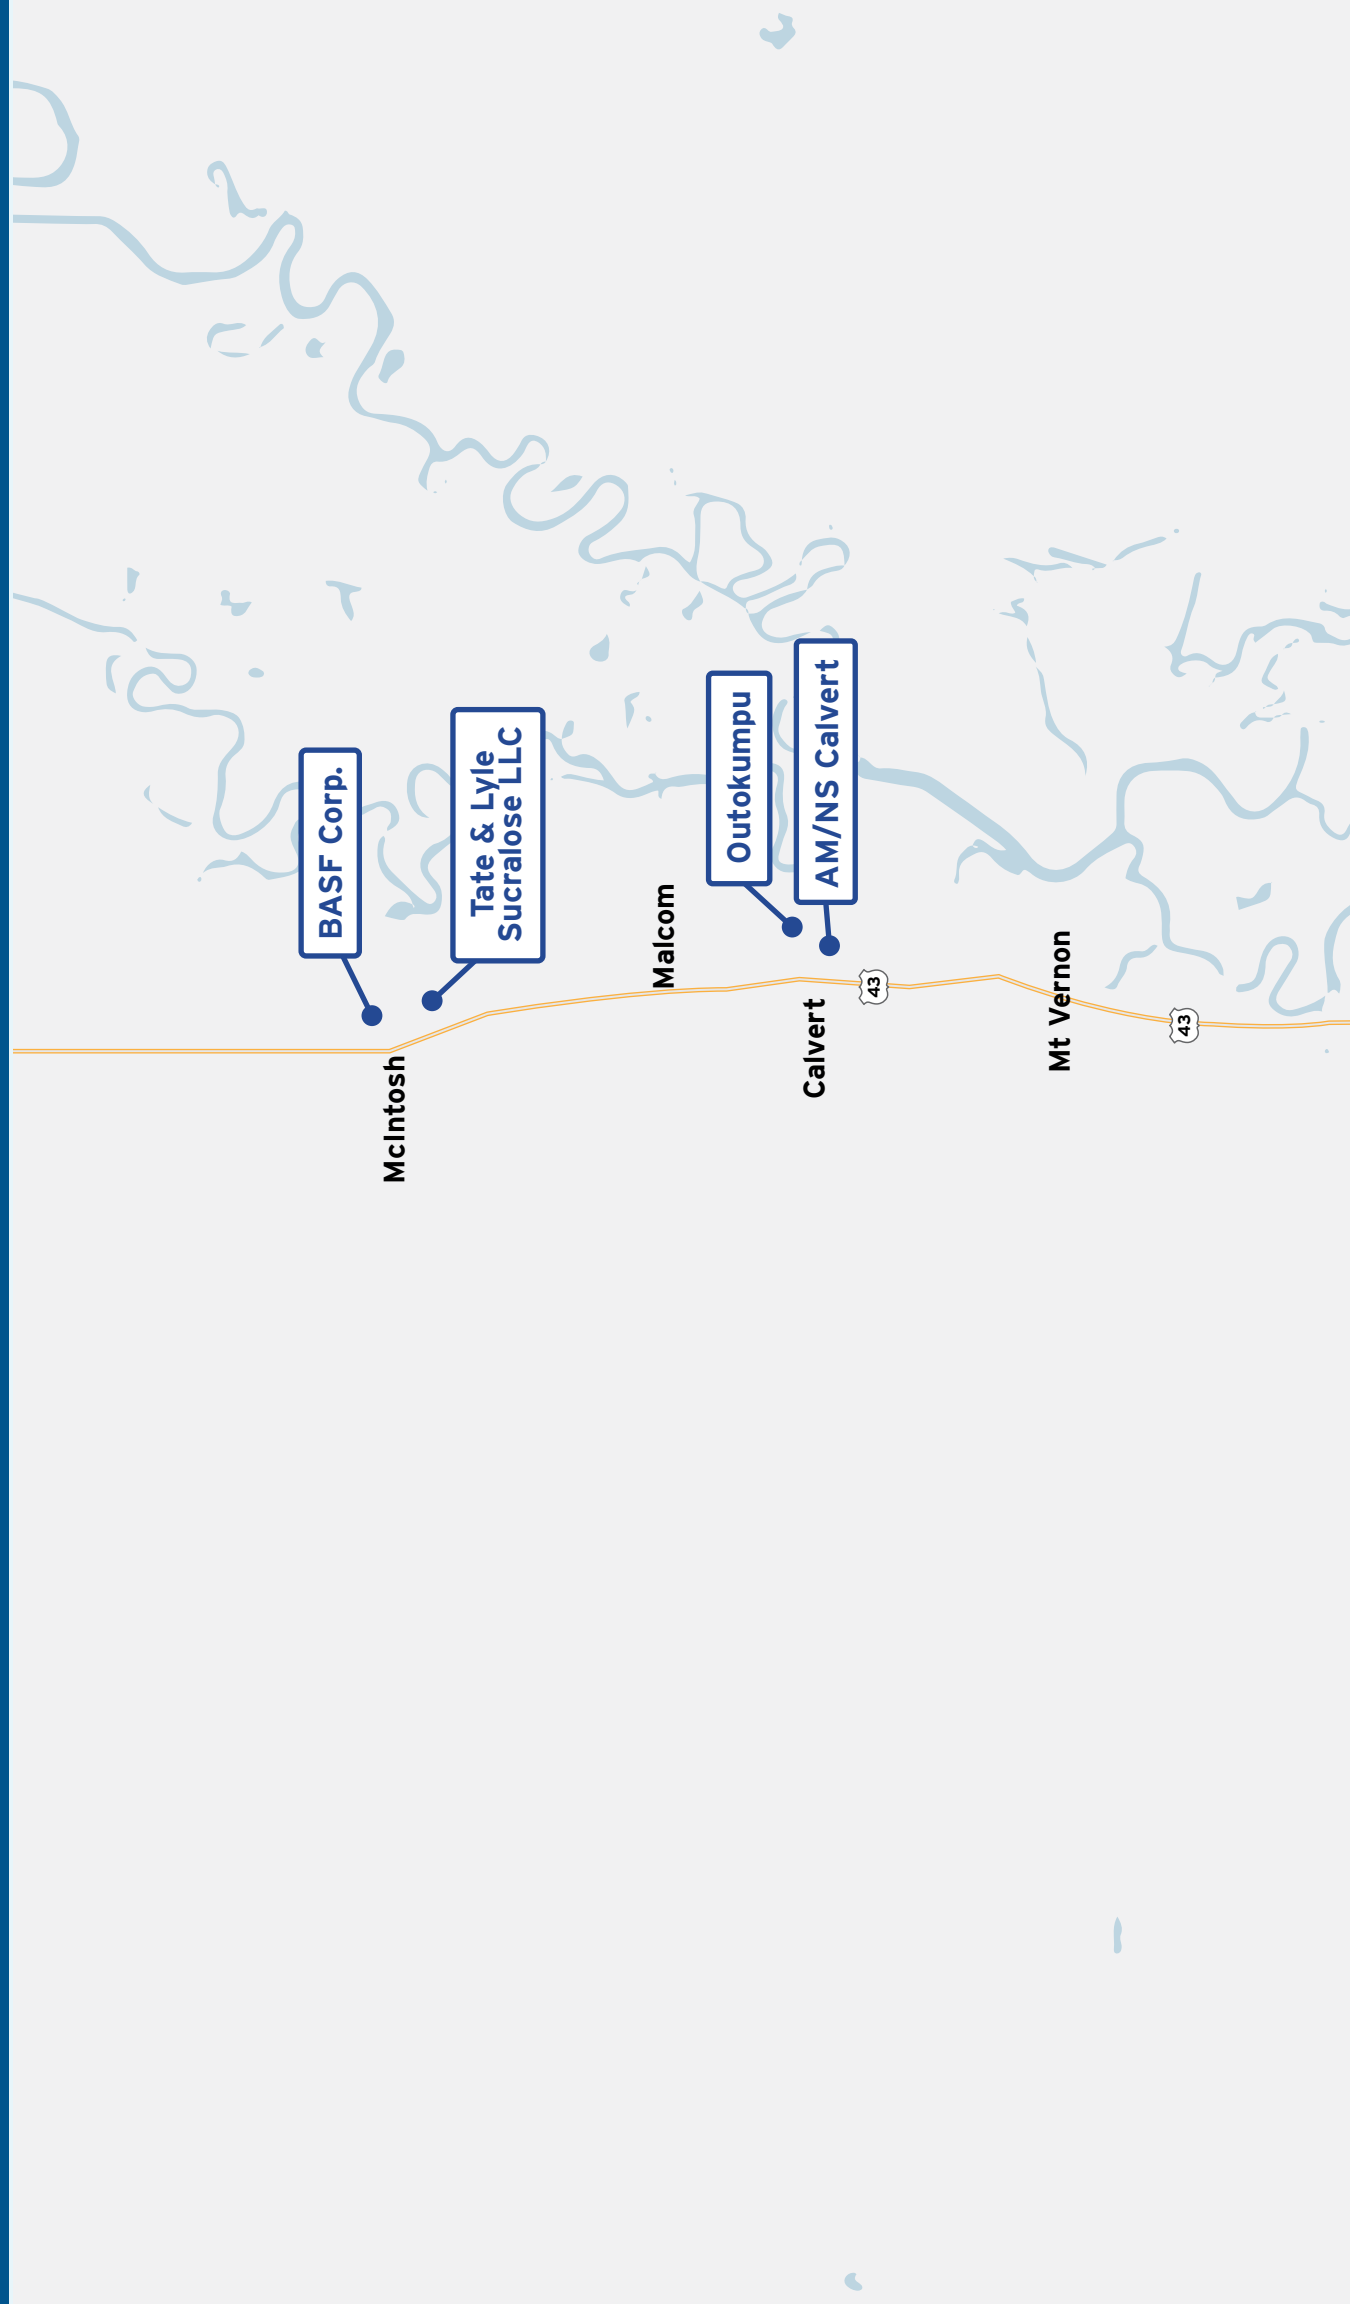 BASF Corp.
McIntosh
Tate & Lyle
Sucralose LLC
Malcom
Outokumpu
AM/NS Calvert
Calvert
43
Mt Vernon
43